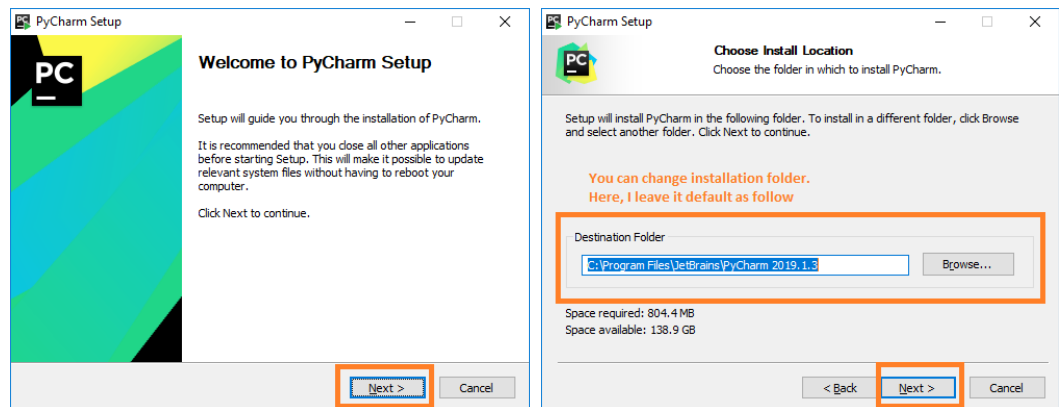 PyCharm Setup
PC
Welcome to PyCharm Setup
Setup will guide you through the installation of PyCharm.
It is recommended that you close all other applications
before starting Setup. This will make it possible to update
relevant system files without having to reboot your
computer.
Click Next to continue.
Next >
Cancel
PyCharm Setup
PC
Choose Install Location
Choose the folder in which to install PyCharm.
Setup will install PyCharm in the following folder. To install in a different folder, click Browse
and select another folder. Click Next to continue.
You can change installation folder.
Here, I leave it default as follow
Destination Folder
C:\Program Files\JetBrains\PyCharm 2019.1.3
Browse...
Space required: 804.4 MB
Space available: 138.9 GB
< Back
Next >
Cancel